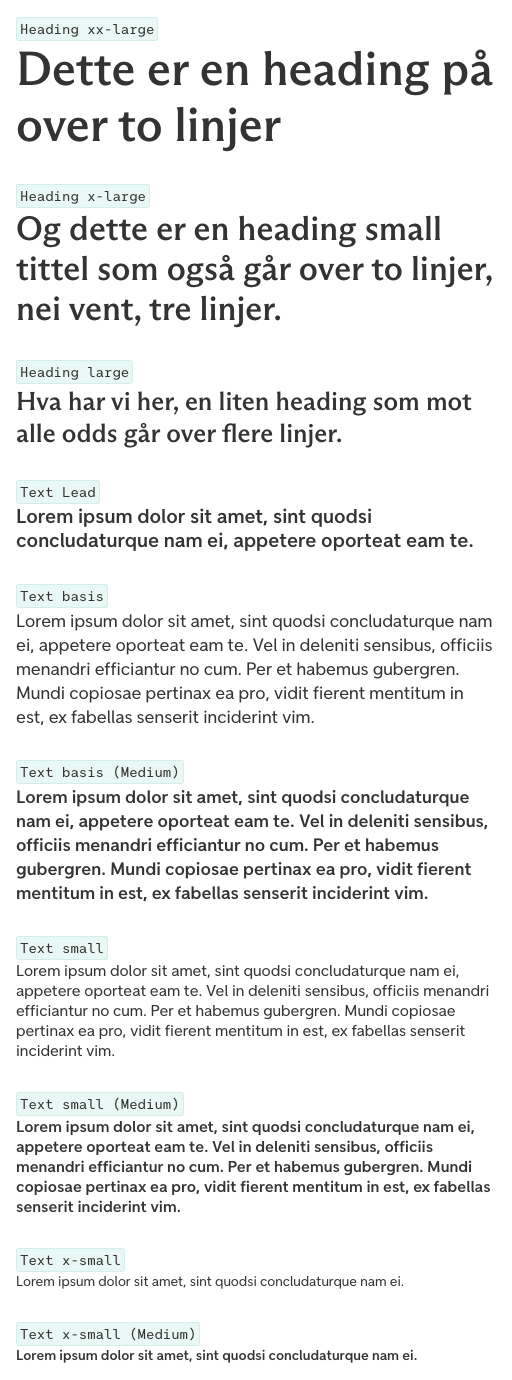 Heading xx-large
Dette er en heading på
over to linjer
Heading x-large
Og dette er en heading small
tittel som også går over to linjer,
nei vent, tre linjer.
Heading large
Hva har vi her, en liten heading som mot
alle odds går over flere linjer.
Text Lead
Lorem ipsum dolor sit amet, sint quodsi
concludaturque nam ei, appetere oporteat eam te.
Text basis
Lorem ipsum dolor sit amet, sint quodsi concludaturque nam
ei, appetere oporteat eam te. Vel in deleniti sensibus, officiis
menandri efficiantur no cum. Per et habemus gubergren.
Mundi copiosae pertinax ea pro, vidit fierent mentitum in
est, ex fabellas senserit inciderint vim.
Text basis (Medium)
Lorem ipsum dolor sit amet, sint quodsi concludaturque
nam ei, appetere oporteat eam te. Vel in deleniti sensibus,
officiis menandri efficiantur no cum. Per et habemus
gubergren. Mundi copiosae pertinax ea pro, vidit fierent
mentitum in est, ex fabellas senserit inciderint vim.
Text small
Lorem ipsum dolor sit amet, sint quodsi concludaturque nam ei,
appetere oporteat eam te. Vel in deleniti sensibus, officiis menandri
efficiantur no cum. Per et habemus gubergren. Mundi copiosae
pertinax ea pro, vidit fierent mentitum in est, ex fabellas senserit
inciderint vim.
Text small (Medium)
Lorem ipsum dolor sit amet, sint quodsi concludaturque nam ei,
appetere oporteat eam te. Vel in deleniti sensibus, officiis
menandri efficiantur no cum. Per et habemus gubergren. Mundi
copiosae pertinax ea pro, vidit fierent mentitum in est, ex fabellas
senserit inciderint vim.
Text x-small
Lorem ipsum dolor sit amet, sint quodsi concludaturque nam ei.
Text x-small (Medium)
Lorem ipsum dolor sit amet, sint quodsi concludaturque nam ei.